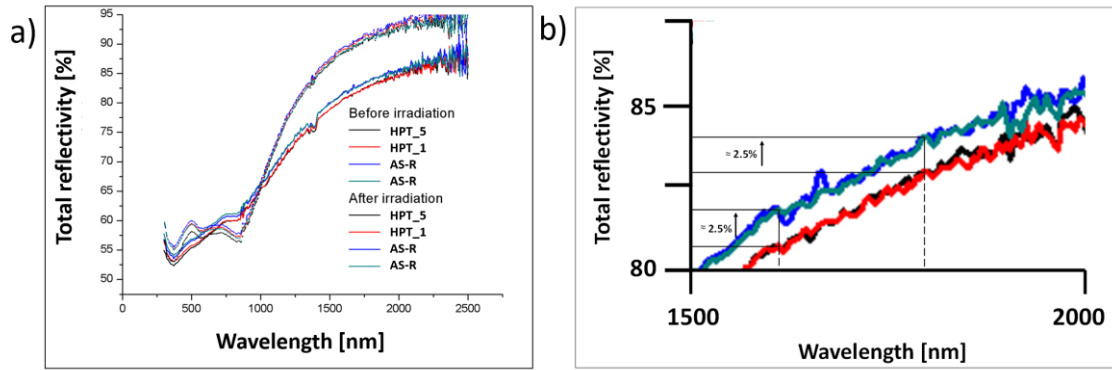 a)
Total reflectivity [%]
95
90
85
80
75
70
65
60
55
50
Before irradiation
HPT_5
HPT_1
AS-R
AS-R
After irradiation
HPT_5
HPT_1
AS-R
AS-R
0
500
1000
1500
2000
2500
Wavelength [nm]
b)
Total reflectivity [%]
85
80
≈ 2.5%
≈ 2.5%
1500
2000
Wavelength [nm]